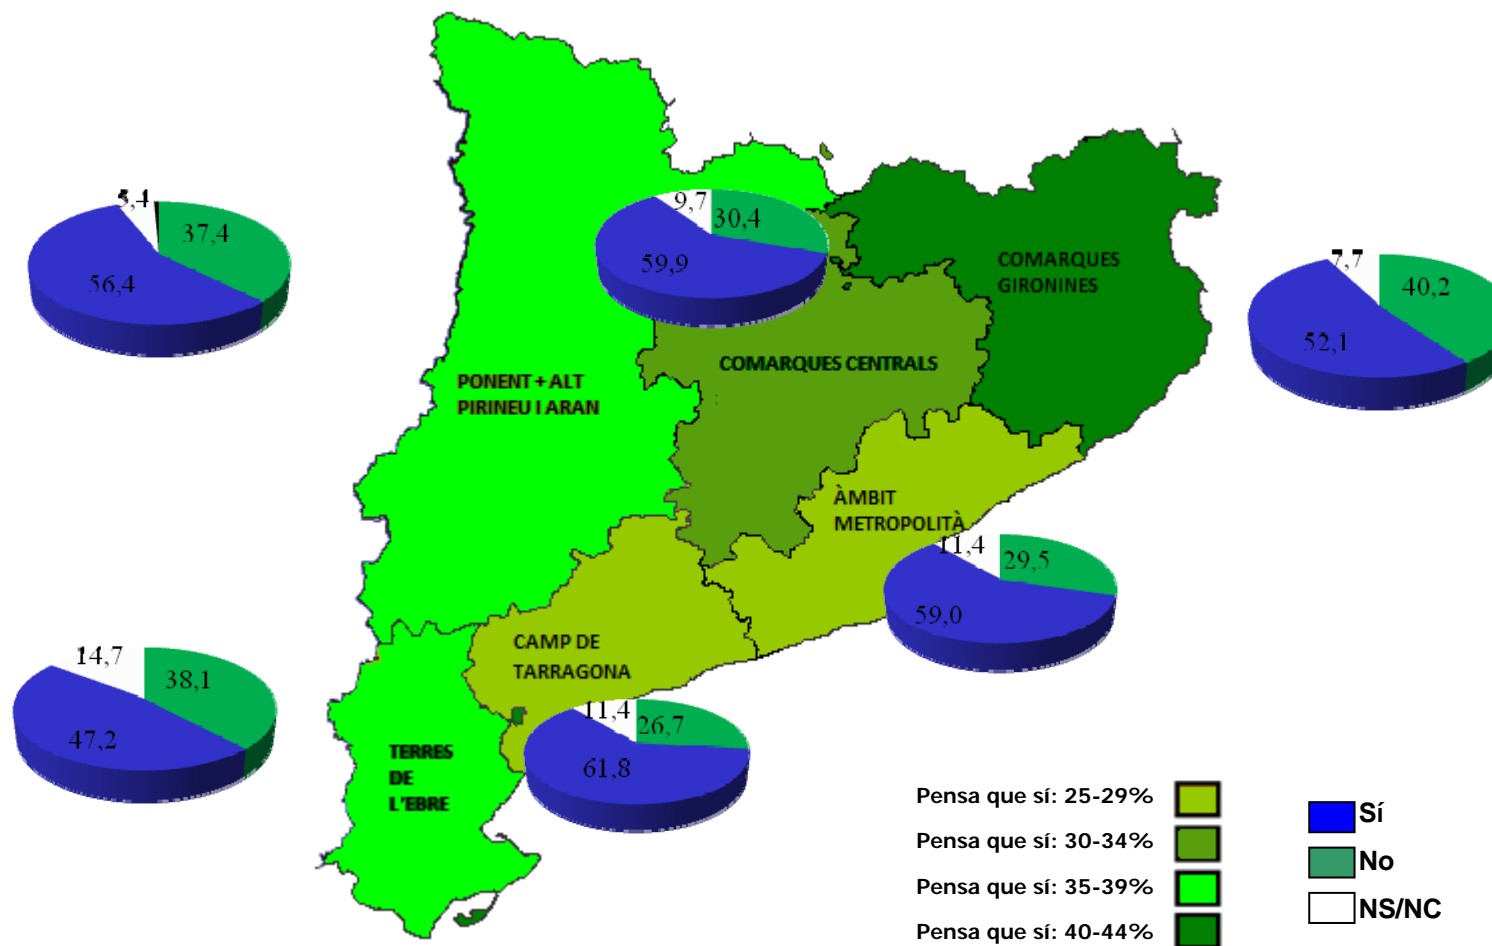 5,4
37,4
56,4
9,7
30,4
59,9
COMARQUES
GIRONINES
7,7
40,2
52,1
COMARQUES CENTRALS
PONENT + ALT
PIRINEU I ARAN
ÀMBIT
METROPOLITÀ
11,4
29,5
59,0
CAMP DE
TARRAGONA
14,7
38,1
47,2
11,4
26,7
61,8
TERRES
DE
L'EBRE
Pensa que sí: 25-29%
Pensa que sí: 30-34%
Pensa que sí: 35-39%
Pensa que sí: 40-44%
Sí
No
NS/NC